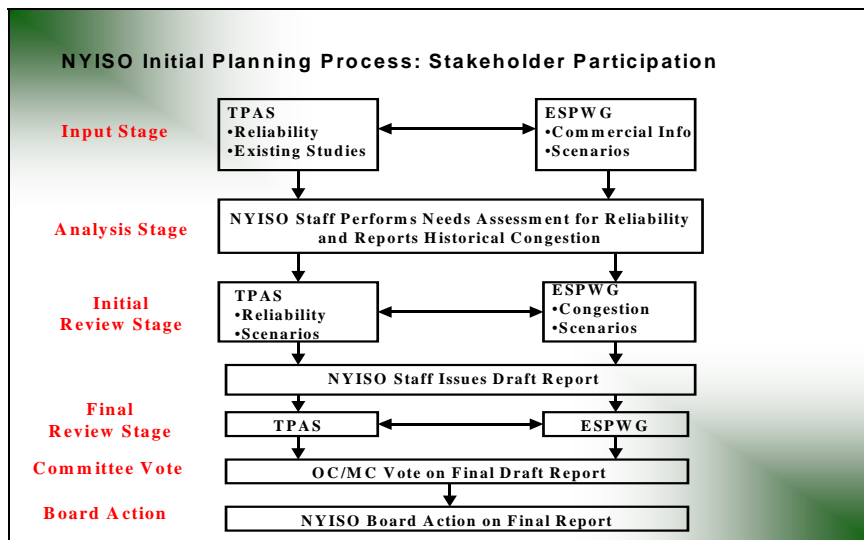 NYISO Initial Planning Process: Stakeholder Participation
Input Stage
TPAS
•Reliability
•Existing Studies
ESPWG
•Commercial Info
•Scenarios
Analysis Stage
NYISO Staff Performs Needs Assessment for Reliability
and Reports Historical Congestion
Initial
Review Stage
TPAS
•Reliability
•Scenarios
ESPWG
•Congestion
•Scenarios
NYISO Staff Issues Draft Report
Final
Review Stage
TPAS
ESPWG
Committee Vote
OC/MC Vote on Final Draft Report
Board Action
NYISO Board Action on Final Report